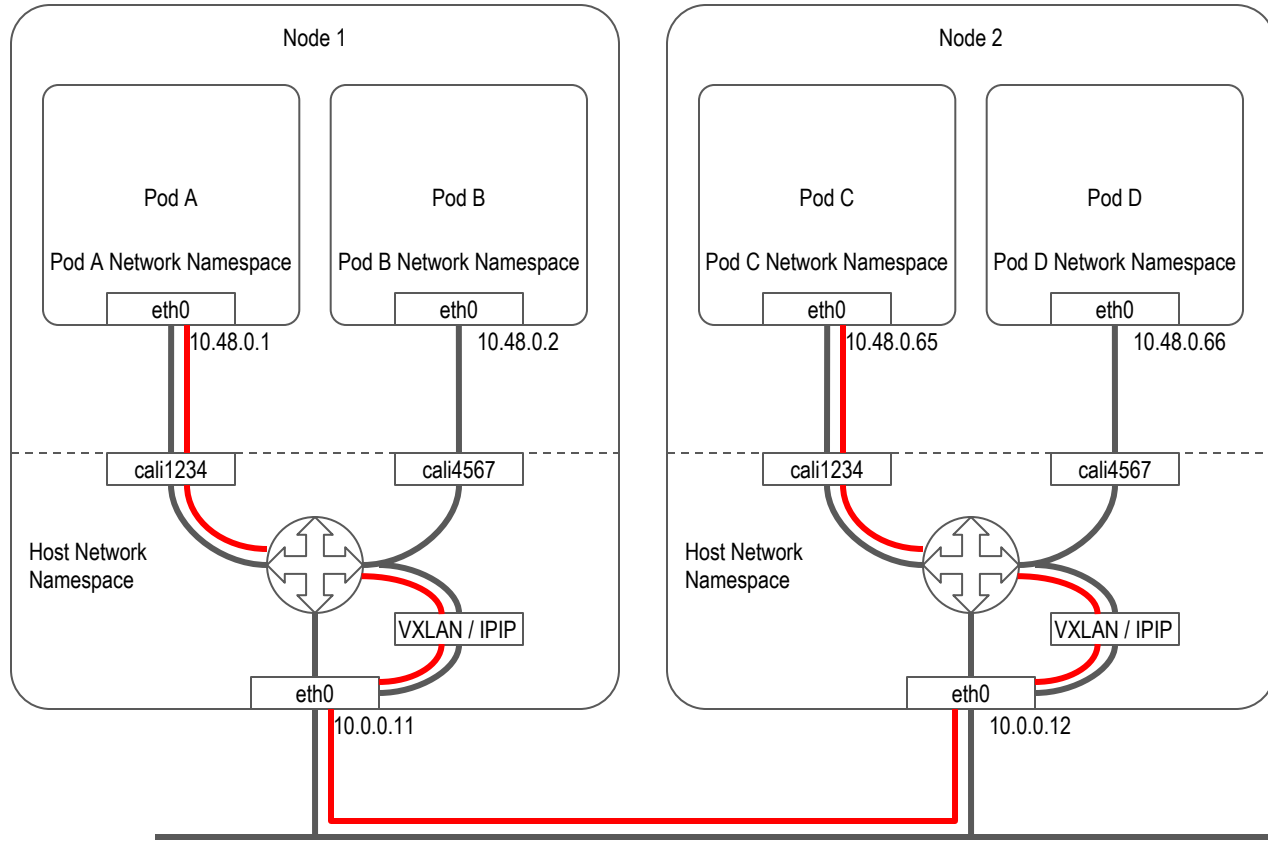 Node 1
Node 2
Pod A
Pod B
Pod C
Pod D
Pod A Network Namespace
Pod B Network Namespace
Pod C Network Namespace
Pod D Network Namespace
eth0
eth0
eth0
eth0
10.48.0.1
10.48.0.2
10.48.0.65
10.48.0.66
cali1234
cali4567
cali1234
cali4567
Host Network
Namespace
Host Network
Namespace
VXLAN / IPIP
VXLAN / IPIP
eth0
eth0
10.0.0.11
10.0.0.12